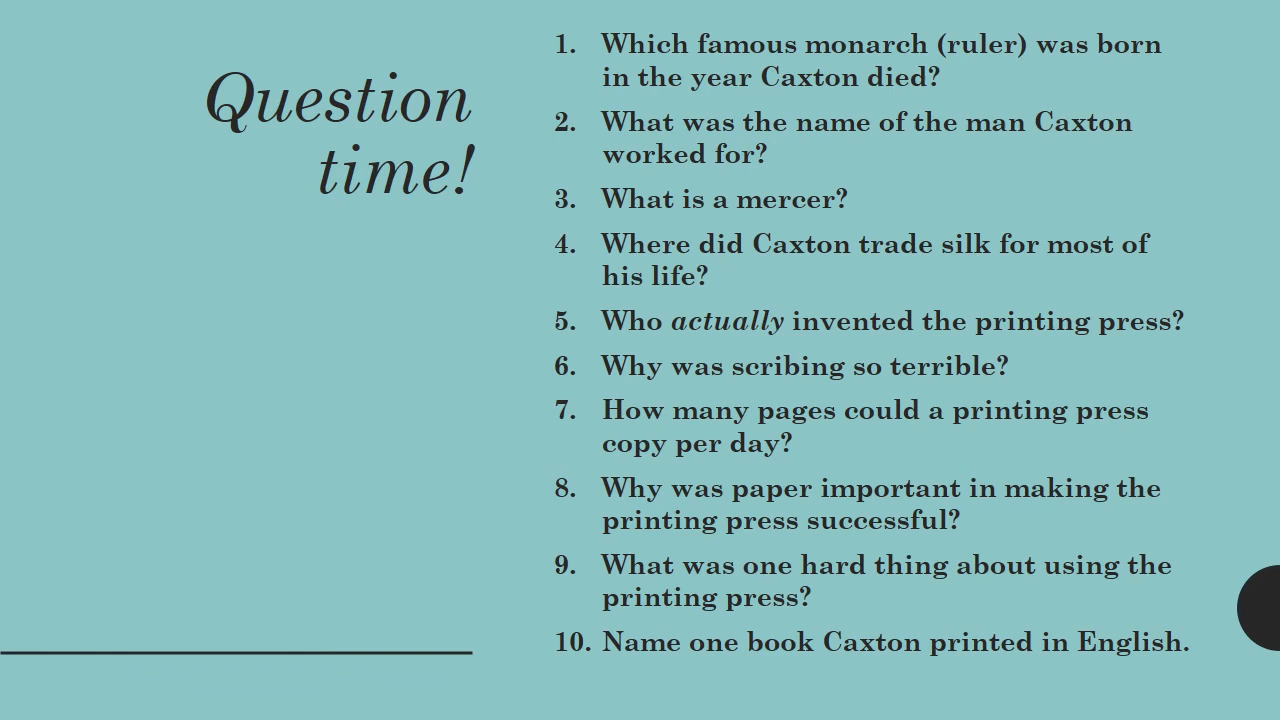 Question
time!
1. Which famous monarch (ruler) was born
in the year Caxton died?
2. What was the name of the man Caxton
worked for?
3. What is a mercer?
4. Where did Caxton trade silk for most of
his life?
5. Who actually invented the printing press?
6. Why was scribing so terrible?
7. How many pages could a printing press
copy per day?
8. Why was paper important in making the
printing press successful?
9. What was one hard thing about using the
printing press?
10. Name one book Caxton printed in English.